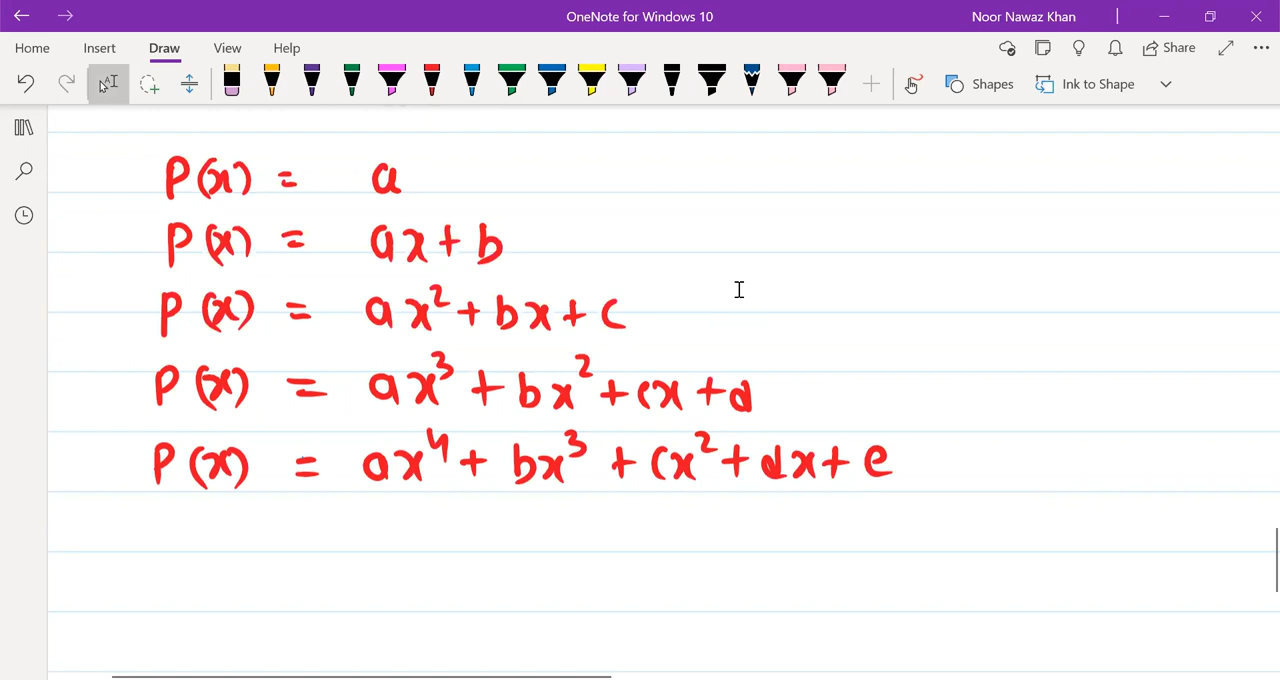 OneNote for Windows 10
Noor Nawaz Khan
Home Insert Draw View Help
Share
Shapes
Ink to Shape
P(x) = a
P(x) = ax + b
P(x) = ax² + bx + c
P(x) = ax³ + bx² + cx + d
P(x) = ax⁴ + bx³ + cx² + dx + e